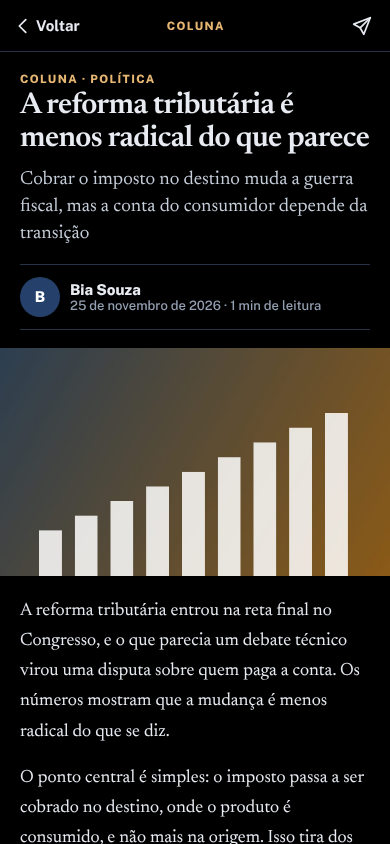 Voltar
COLUNA
COLUNA · POLÍTICA
A reforma tributária é
menos radical do que parece
Cobrar o imposto no destino muda a guerra
fiscal, mas a conta do consumidor depende da
transição
B
Bia Souza
25 de novembro de 2026 · 1 min de leitura
A reforma tributária entrou na reta final no
Congresso, e o que parecia um debate técnico
virou uma disputa sobre quem paga a conta. Os
números mostram que a mudança é menos
radical do que se diz.
O ponto central é simples: o imposto passa a ser
cobrado no destino, onde o produto é
consumido, e não mais na origem. Isso tira dos